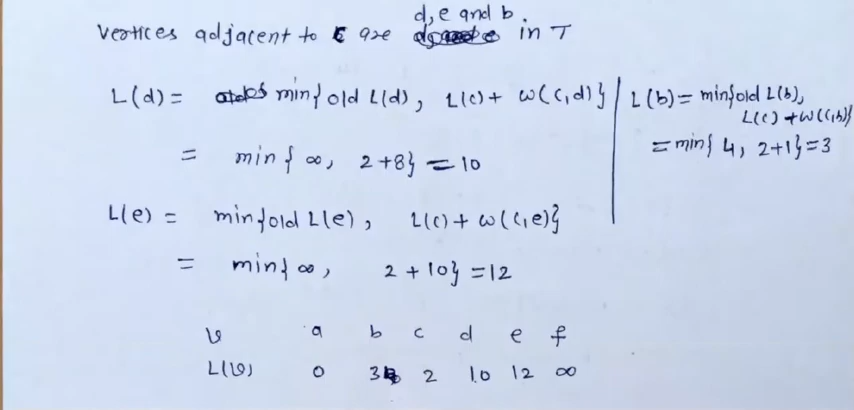 Vertices adjacent to c are d, e and b in T
L(d) = min{ old L(d), L(c) + w(c,d)}
= min{ ∞, 2+8} = 10
L(e) = min{old L(e), L(c) + w(c,e)}
= min{ ∞, 2 + 10} = 12
L(b) = min{old L(b),
L(c) + w(c,b)}
= min{ 4, 2+1} = 3
v a b c d e f
L(v) 0 3 2 10 12 ∞